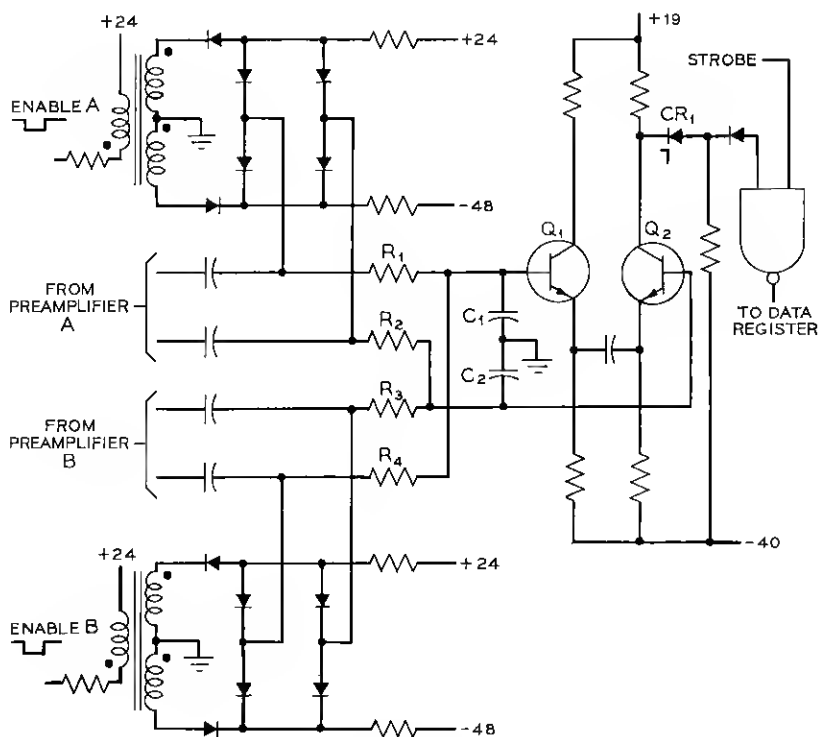 +24
ENABLE A
+24
-48
FROM
PREAMPLIFIER
A
R1
R2
FROM
PREAMPLIFIER
B
R3
R4
C1
C2
Q1
Q2
+19
STROBE
CR1
TO DATA
REGISTER
-40
+24
ENABLE B
+24
-48